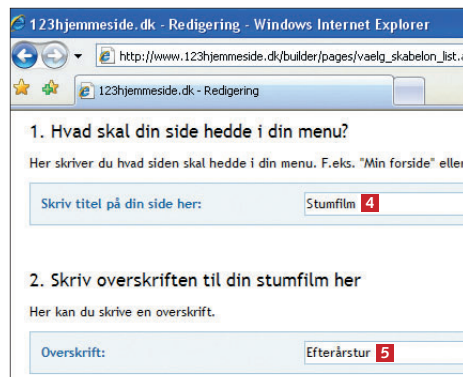 123hjemmeside.dk - Redigering - Windows Internet Explorer
http://www.123hjemmeside.dk/builder/pages/vaelg_skabelon_list.
123hjemmeside.dk - Redigering
1. Hvad skal din side hedde i din menu?
Her skriver du hvad siden skal hedde i din menu. F.eks. "Min forside" eller
Skriv titel på din side her: Stumfilm 4
2. Skriv overskriften til din stumfilm her
Her kan du skrive en overskrift.
Overskrift: Efterårstur 5